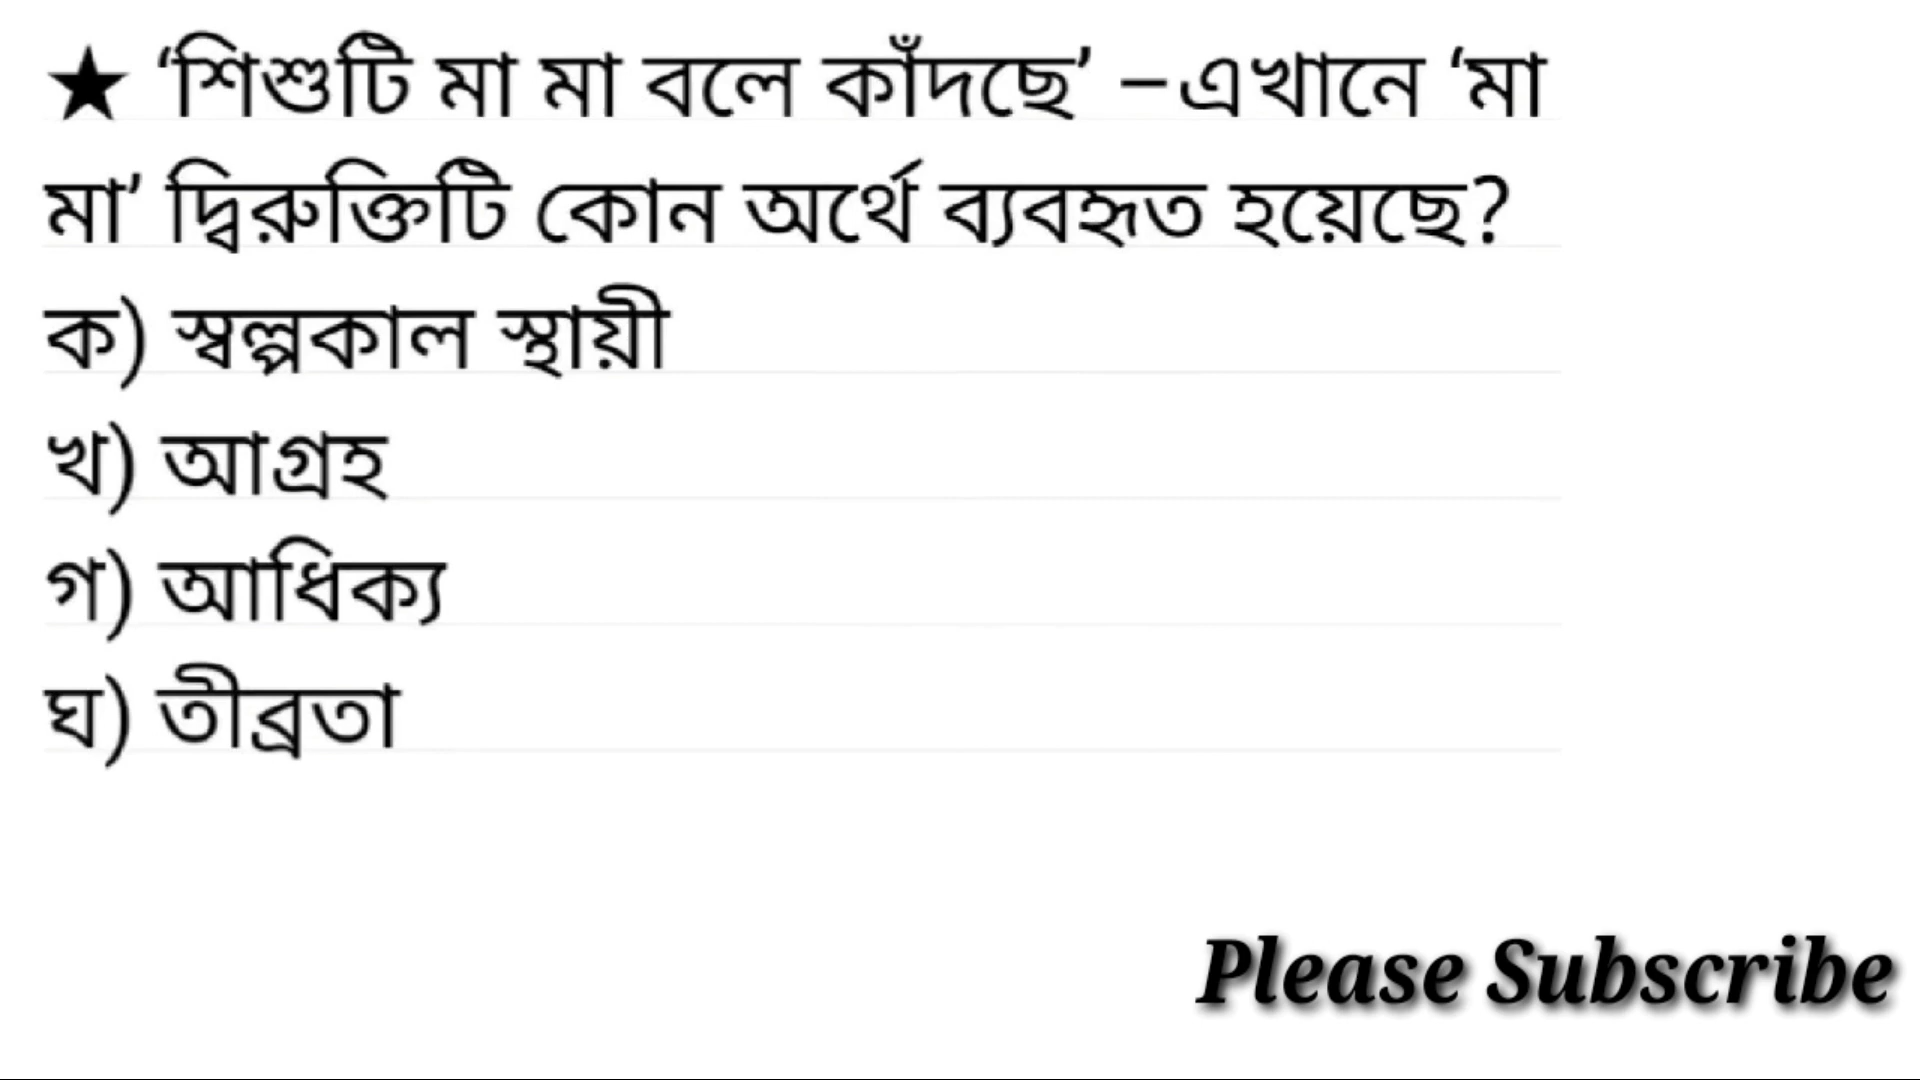 ★ ‘শিশুটি মা মা বলে কাঁদছে’ –এখানে ‘মা
মা’ দ্বিরুক্তিটি কোন অর্থে ব্যবহৃত হয়েছে?
ক) স্বল্পকাল স্থায়ী
খ) আগ্রহ
গ) আধিক্য
ঘ) তীব্রতা
Please Subscribe